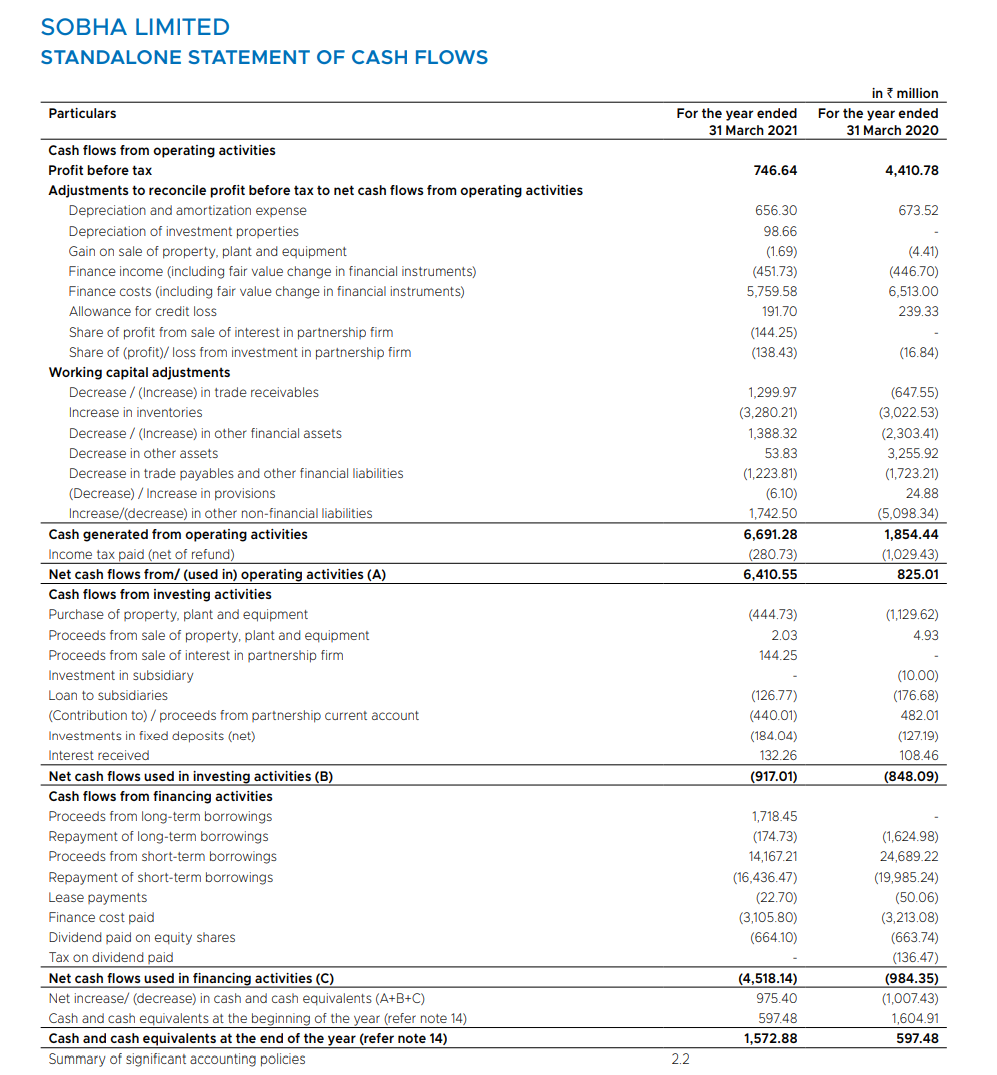 SOBHA LIMITED
STANDALONE STATEMENT OF CASH FLOWS
in ₹ million
Particulars For the year ended 31 March 2021 For the year ended 31 March 2020
Cash flows from operating activities
Profit before tax 746.64 4,410.78
Adjustments to reconcile profit before tax to net cash flows from operating activities
Depreciation and amortization expense 656.30 673.52
Depreciation of investment properties 98.66 -
Gain on sale of property, plant and equipment (1.69) (4.41)
Finance income (including fair value change in financial instruments) (451.73) (446.70)
Finance costs (including fair value change in financial instruments) 5,759.58 6,513.00
Allowance for credit loss 191.70 239.33
Share of profit from sale of interest in partnership firm (144.25) -
Share of (profit)/ loss from investment in partnership firm (138.43) (16.84)
Working capital adjustments
Decrease / (Increase) in trade receivables 1,299.97 (647.55)
Increase in inventories (3,280.21) (3,022.53)
Decrease / (Increase) in other financial assets 1,388.32 (2,303.41)
Decrease in other assets 53.83 3,255.92
Decrease in trade payables and other financial liabilities (1,223.81) (1,723.21)
(Decrease) / Increase in provisions (6.10) 24.88
Increase/(decrease) in other non-financial liabilities 1,742.50 (5,098.34)
Cash generated from operating activities 6,691.28 1,854.44
Income tax paid (net of refund) (280.73) (1,029.43)
Net cash flows from/ (used in) operating activities (A) 6,410.55 825.01
Cash flows from investing activities
Purchase of property, plant and equipment (444.73) (1,129.62)
Proceeds from sale of property, plant and equipment 2.03 4.93
Proceeds from sale of interest in partnership firm 144.25 -
Investment in subsidiary - (10.00)
Loan to subsidiaries (126.77) (176.68)
(Contribution to) / proceeds from partnership current account (440.01) 482.01
Investments in fixed deposits (net) (184.04) (127.19)
Interest received 132.26 108.46
Net cash flows used in investing activities (B) (917.01) (848.09)
Cash flows from financing activities
Proceeds from long-term borrowings 1,718.45 -
Repayment of long-term borrowings (174.73) (1,624.98)
Proceeds from short-term borrowings 14,167.21 24,689.22
Repayment of short-term borrowings (16,436.47) (19,985.24)
Lease payments (22.70) (50.06)
Finance cost paid (3,105.80) (3,213.08)
Dividend paid on equity shares (664.10) (663.74)
Tax on dividend paid - (136.47)
Net cash flows used in financing activities (C) (4,518.14) (984.35)
Net increase/ (decrease) in cash and cash equivalents (A+B+C) 975.40 (1,007.43)
Cash and cash equivalents at the beginning of the year (refer note 14) 597.48 1,604.91
Cash and cash equivalents at the end of the year (refer note 14) 1,572.88 597.48
Summary of significant accounting policies 2.2